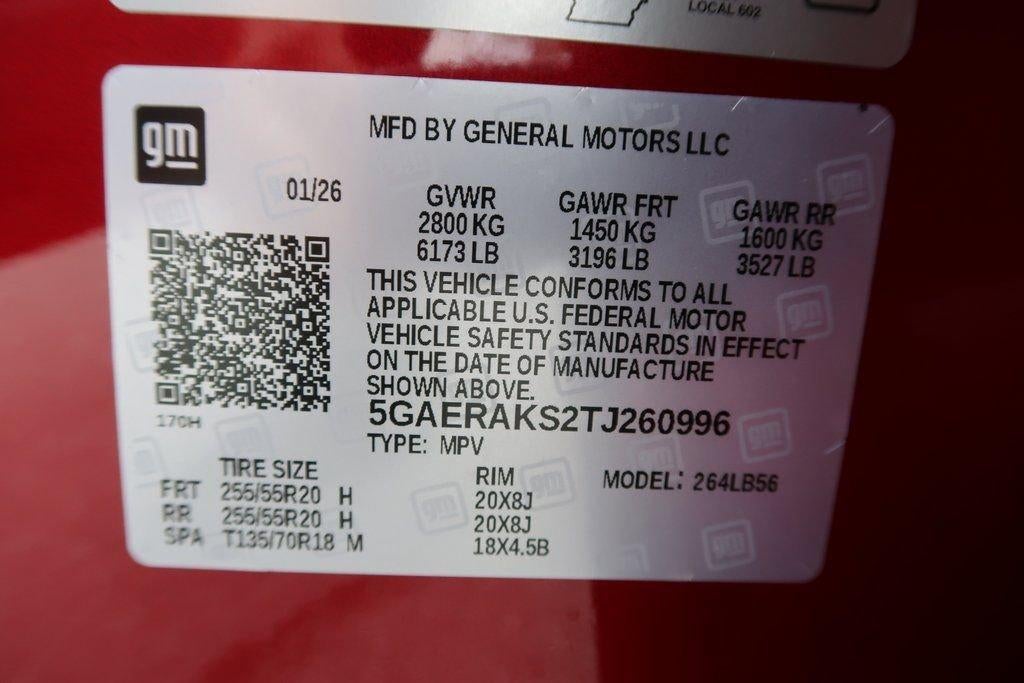 LOCAL 602
gm
MFD BY GENERAL MOTORS LLC
01/26
GVWR GAWR FRT GAWR RR
2800 KG 1450 KG 1600 KG
6173 LB 3196 LB 3527 LB
THIS VEHICLE CONFORMS TO ALL
APPLICABLE U.S. FEDERAL MOTOR
VEHICLE SAFETY STANDARDS IN EFFECT
ON THE DATE OF MANUFACTURE
SHOWN ABOVE.
170H
5GAERAKS2TJ260996
TYPE: MPV
TIRE SIZE RIM MODEL: 264LB56
FRT 255/55R20 H 20X8J
RR 255/55R20 H 20X8J
SPA T135/70R18 M 18X4.5B